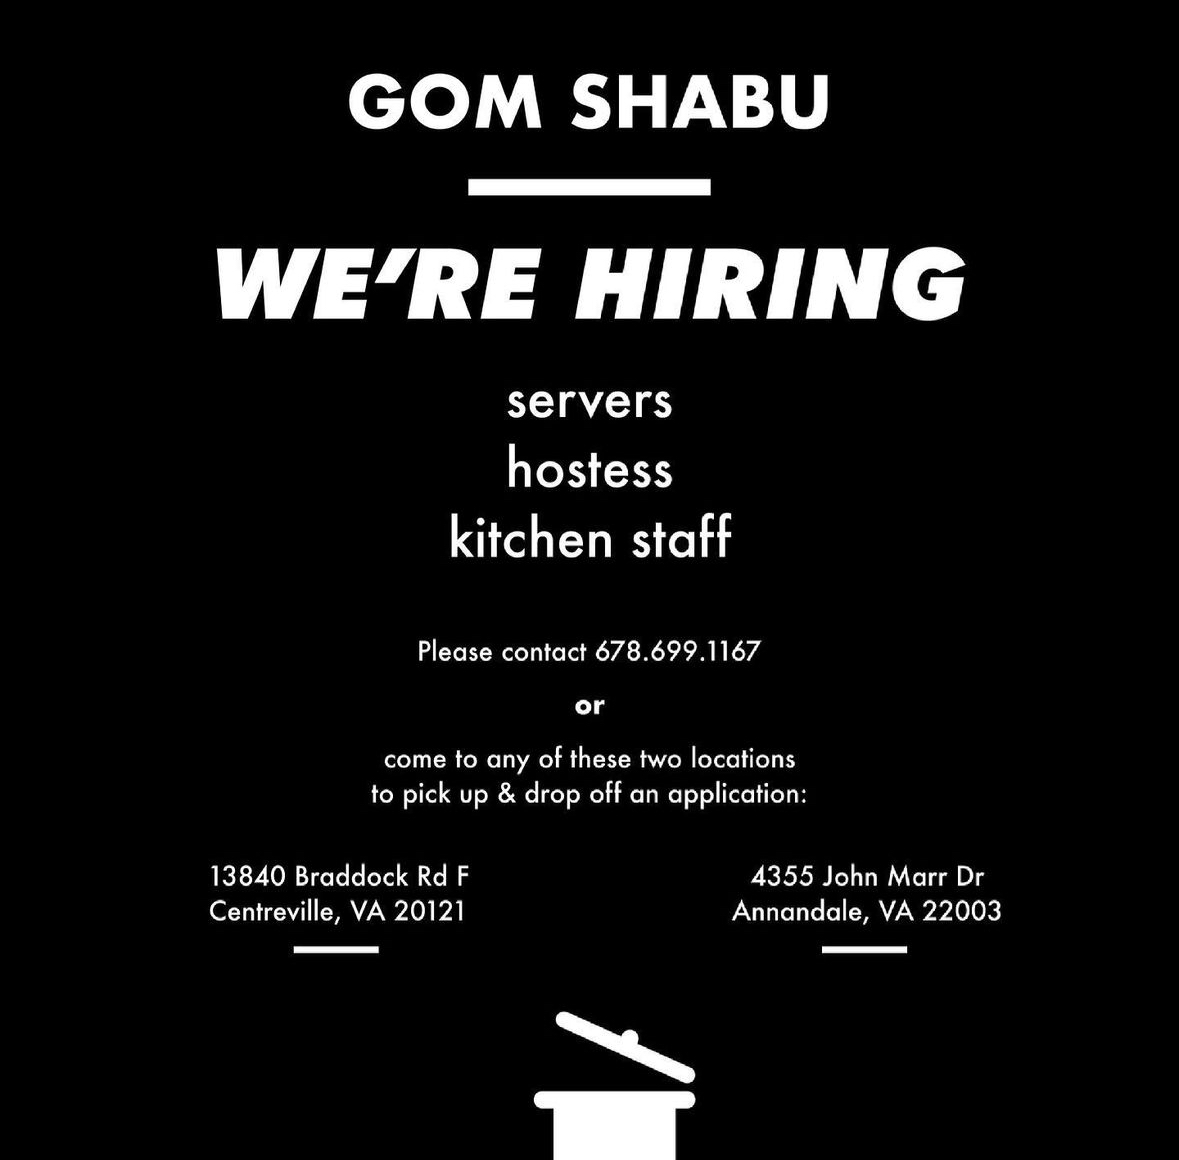 GOM SHABU
WE'RE HIRING
servers
hostess
kitchen staff
Please contact 678.699.1167
or
come to any of these two locations
to pick up & drop off an application:
13840 Braddock Rd F
Centreville, VA 20121
4355 John Marr Dr
Annandale, VA 22003